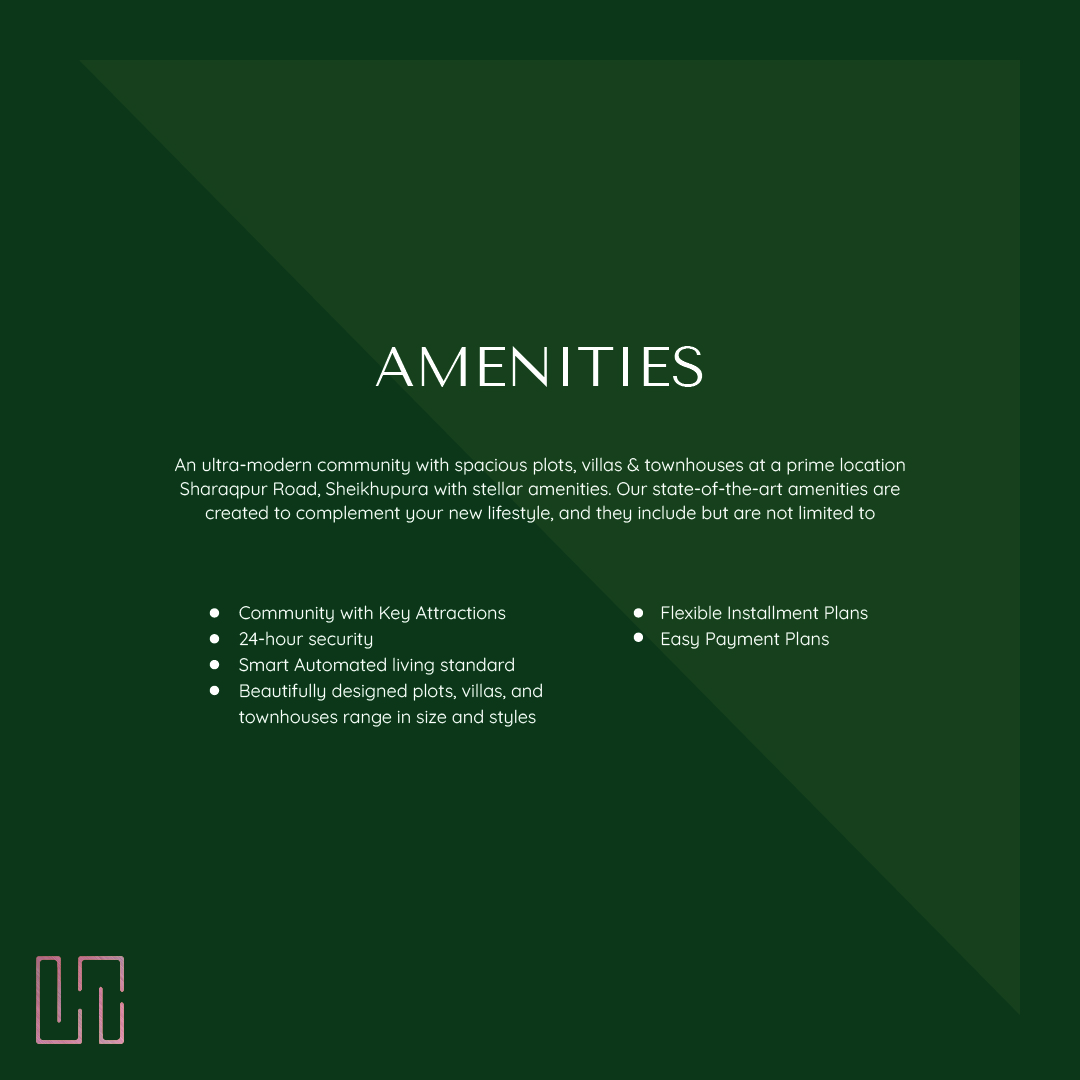 AMENITIES
An ultra-modern community with spacious plots, villas & townhouses at a prime location
Sharaqpur Road, Sheikhupura with stellar amenities. Our state-of-the-art amenities are
created to complement your new lifestyle, and they include but are not limited to
● Community with Key Attractions
● 24-hour security
● Smart Automated living standard
● Beautifully designed plots, villas, and
townhouses range in size and styles
● Flexible Installment Plans
● Easy Payment Plans